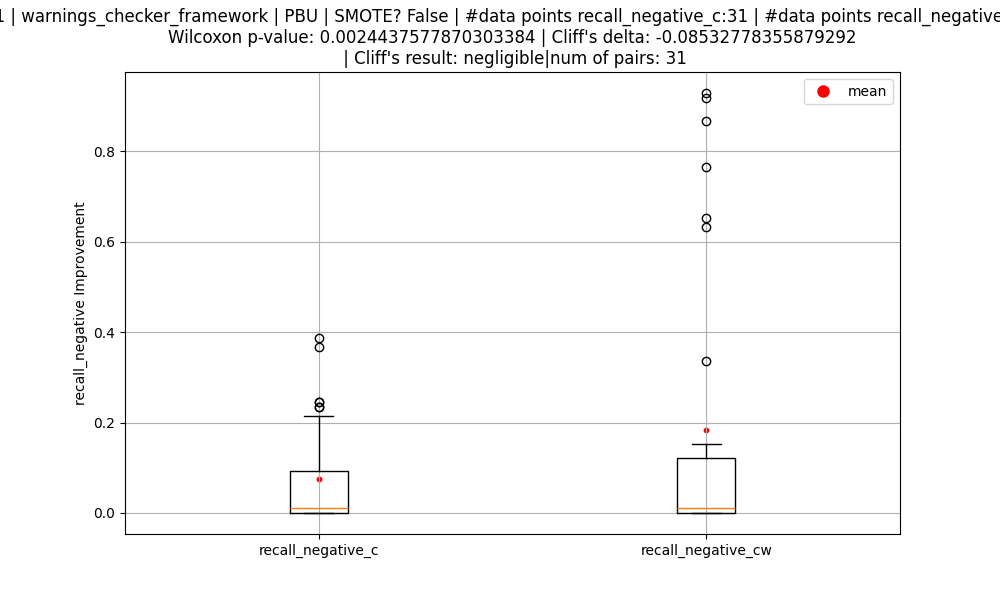 1 | warnings_checker_framework | PBU | SMOTE? False | #data points recall_negative_c:31 | #data points recall_negative
Wilcoxon p-value: 0.0024437577870303384 | Cliff's delta: -0.08532778355879292
| Cliff's result: negligible|num of pairs: 31
mean
0.8
0.6
0.4
0.2
0.0
recall_negative Improvement
recall_negative_c
recall_negative_cw